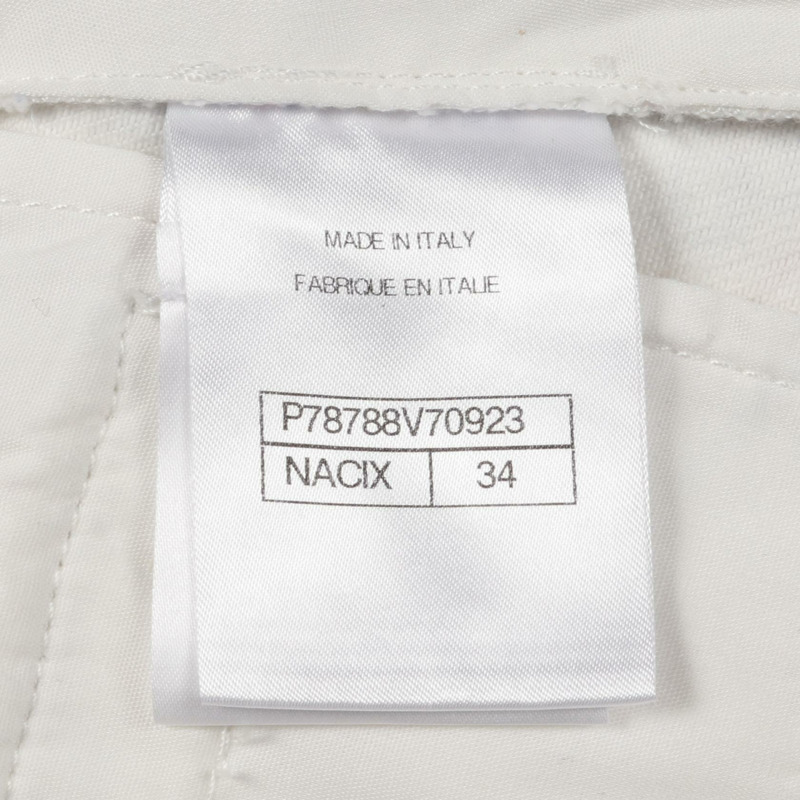 MADE IN ITALY
FABRIQUE EN ITALIE
P78788V70923
NACIX 34